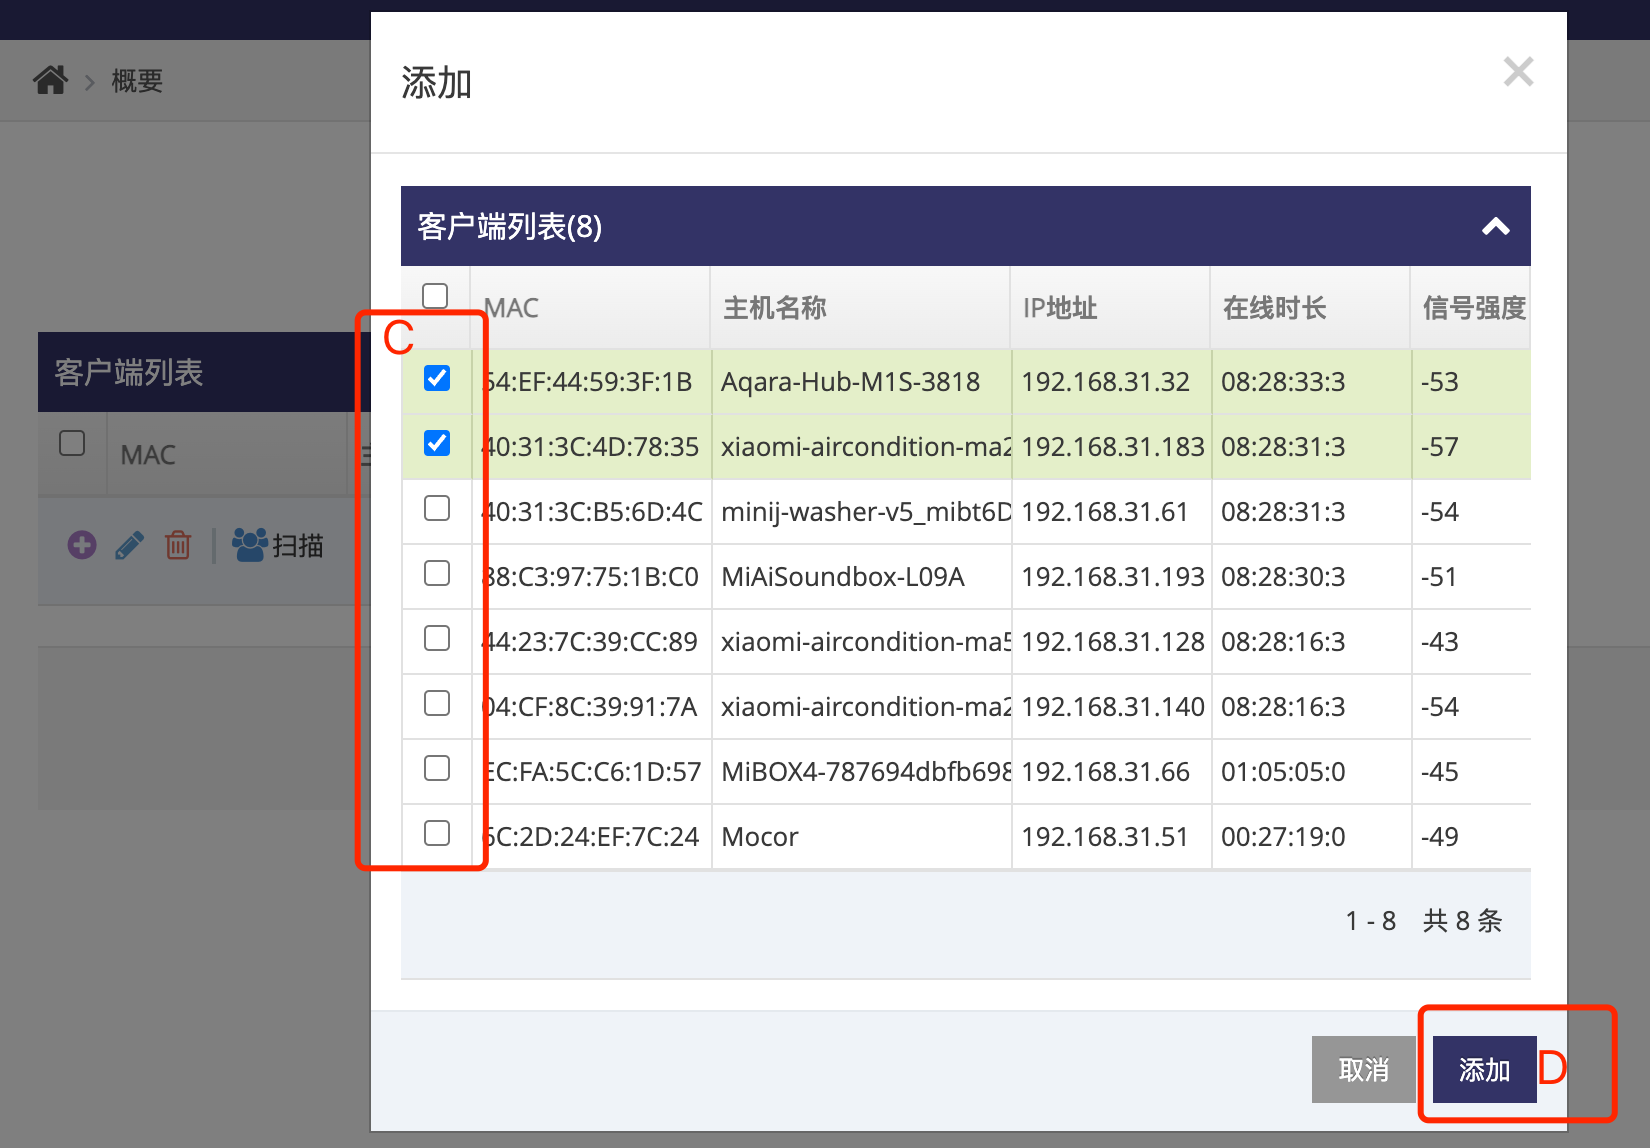 概要
添加
客户端列表(8)
MAC 主机名称 IP地址 在线时长 信号强度
C
54:EF:44:59:3F:1B Aqara-Hub-M1S-3818 192.168.31.32 08:28:33:3 -53
40:31:3C:4D:78:35 xiaomi-aircondition-ma2 192.168.31.183 08:28:31:3 -57
40:31:3C:B5:6D:4C minij-washer-v5_mibt6D 192.168.31.61 08:28:31:3 -54
88:C3:97:75:1B:C0 MiAiSoundbox-L09A 192.168.31.193 08:28:30:3 -51
44:23:7C:39:CC:89 xiaomi-aircondition-ma5 192.168.31.128 08:28:16:3 -43
04:CF:8C:39:91:7A xiaomi-aircondition-ma2 192.168.31.140 08:28:16:3 -54
EC:FA:5C:C6:1D:57 MiBOX4-787694dbfb698 192.168.31.66 01:05:05:0 -45
6C:2D:24:EF:7C:24 Mocor 192.168.31.51 00:27:19:0 -49
1 - 8 共 8 条
取消 添加 D
客户端列表
MAC
扫描